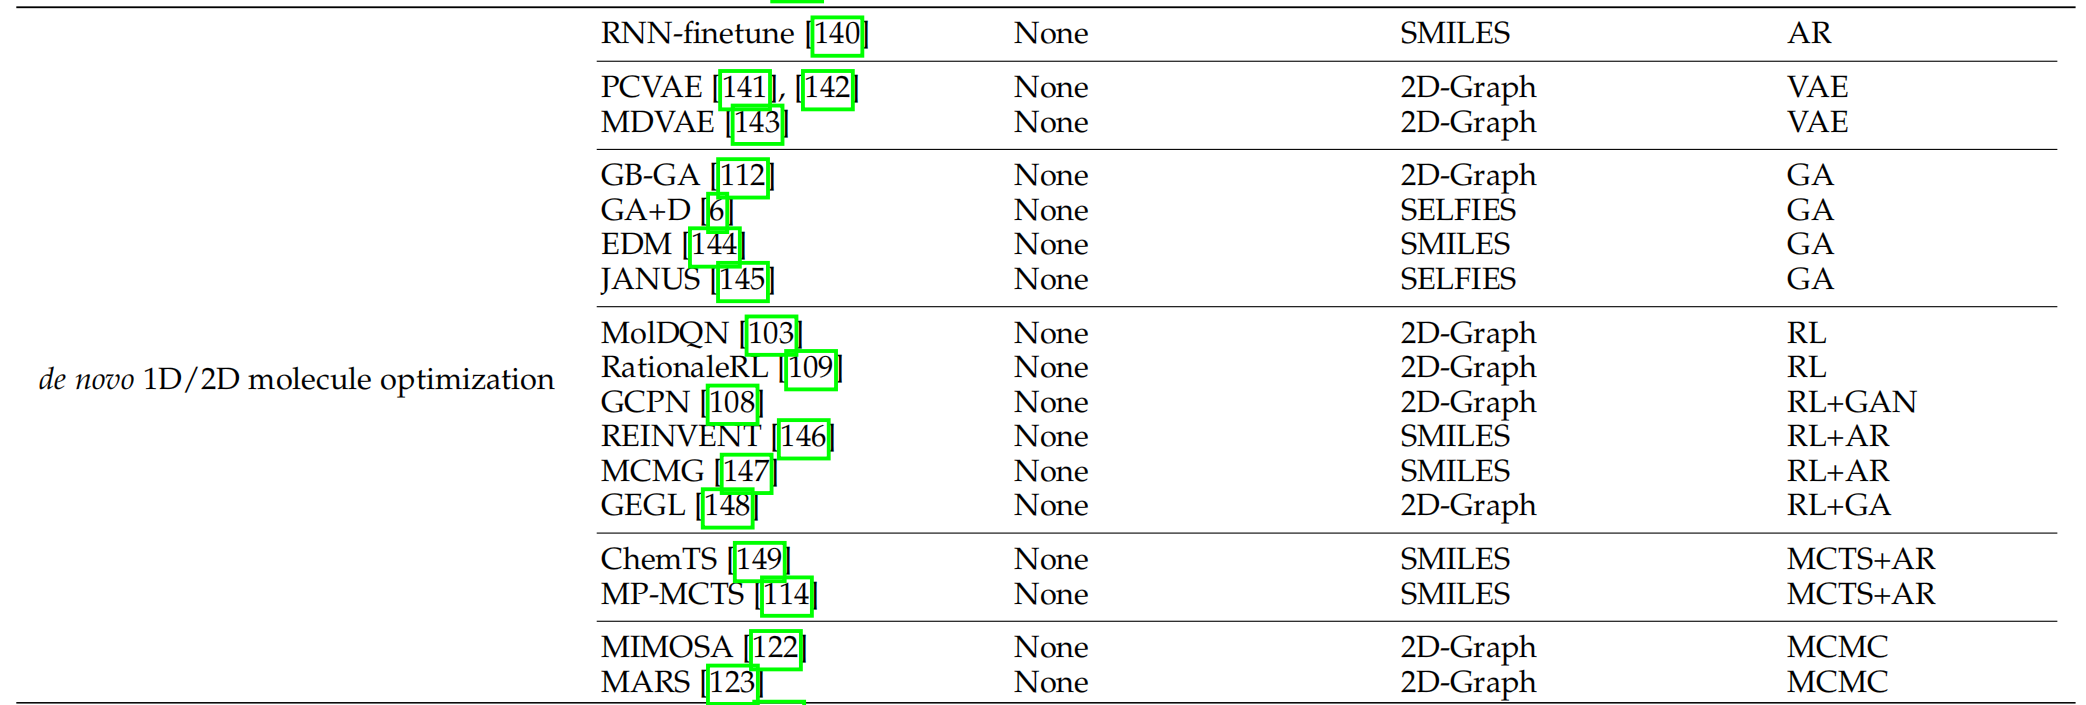 RNN-finetune [140] None SMILES AR
PCVAE [141], [142] None 2D-Graph VAE
MDVAE [143] None 2D-Graph VAE
GB-GA [112] None 2D-Graph GA
GA+D [6] None SELFIES GA
EDM [144] None SMILES GA
JANUS [145] None SELFIES GA
MolDQN [103] None 2D-Graph RL
RationaleRL [109] None 2D-Graph RL
de novo 1D/2D molecule optimization
GCPN [108] None 2D-Graph RL+GAN
REINVENT [146] None SMILES RL+AR
MCMG [147] None SMILES RL+AR
GEGL [148] None 2D-Graph RL+GA
ChemTS [149] None SMILES MCTS+AR
MP-MCTS [114] None SMILES MCTS+AR
MIMOSA [122] None 2D-Graph MCMC
MARS [123] None 2D-Graph MCMC